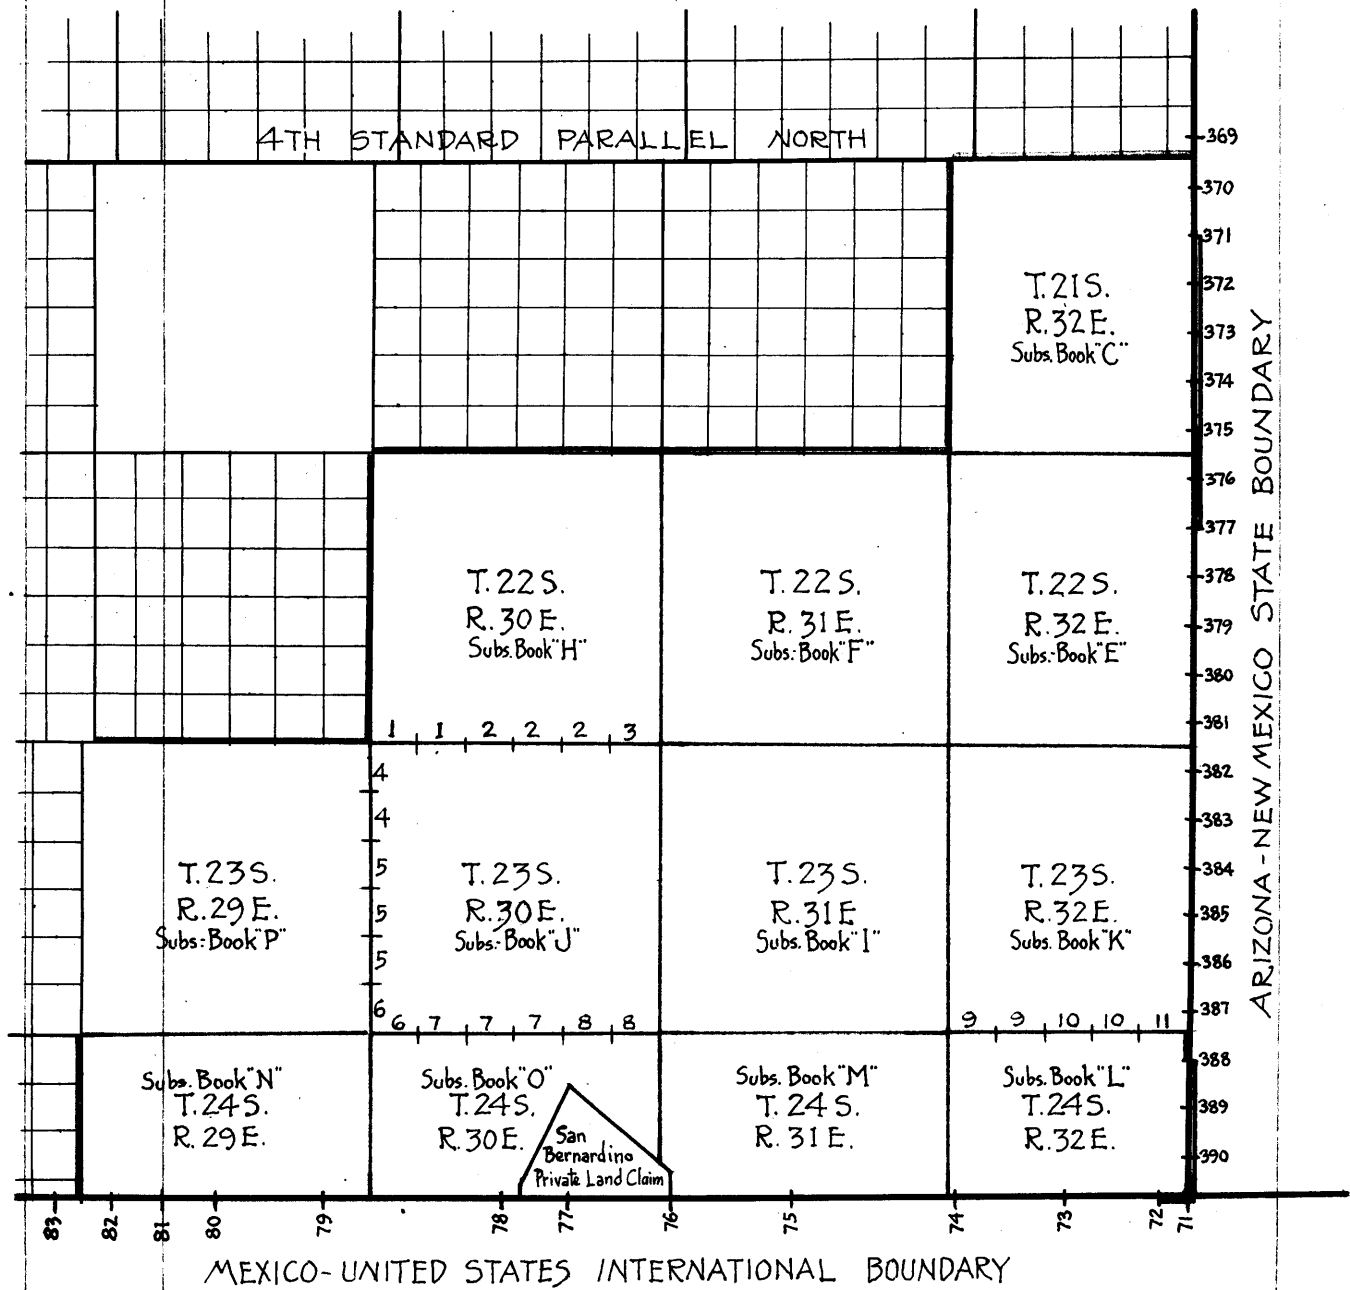 4TH STANDARD PARALLEL NORTH
369
370
371
372
373
374
375
376
377
378
379
380
381
382
383
384
385
386
387
388
389
390
ARIZONA-NEW MEXICO STATE BOUNDARY
T.21S.
R.32E.
Subs. Book "C"
T.22S.
R.30E.
Subs. Book "H"
T.22S.
R.31E.
Subs.-Book "F"
T.22S.
R.32E.
Subs.-Book "E"
1 1 2 2 2 3
4
4
5
5
5
6
T.23S.
R.29E.
Subs.-Book "P"
T.23S.
R.30E.
Subs.-Book "J"
T.23S.
R.31E
Subs. Book "I"
T.23S.
R.32E.
Subs. Book "K"
6 7 7 7 8 8
9 9 10 10 11
Subs. Book "N"
T.24S.
R.29E.
Subs. Book "O"
T.24S.
R.30E.
San
Bernardino
Private Land Claim
Subs. Book "M"
T.24S.
R.31E.
Subs. Book "L"
T.24S.
R.32E.
83 82 81 80 79 78 77 76 75 74 73 72 71
MEXICO-UNITED STATES INTERNATIONAL BOUNDARY